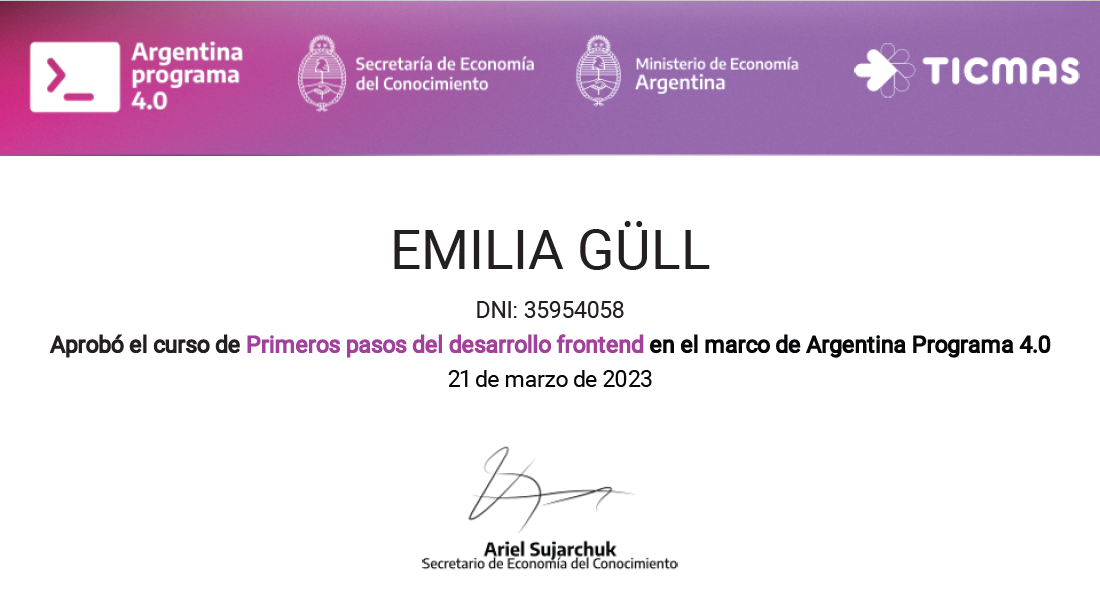 Argentina
programa
4.0
Secretaría de Economía
del Conocimiento
Ministerio de Economía
Argentina
TICMAS
EMILIA GÜLL
DNI: 35954058
Aprobó el curso de Primeros pasos del desarrollo frontend en el marco de Argentina Programa 4.0
21 de marzo de 2023
Ariel Sujarchuk
Secretario de Economía del Conocimiento